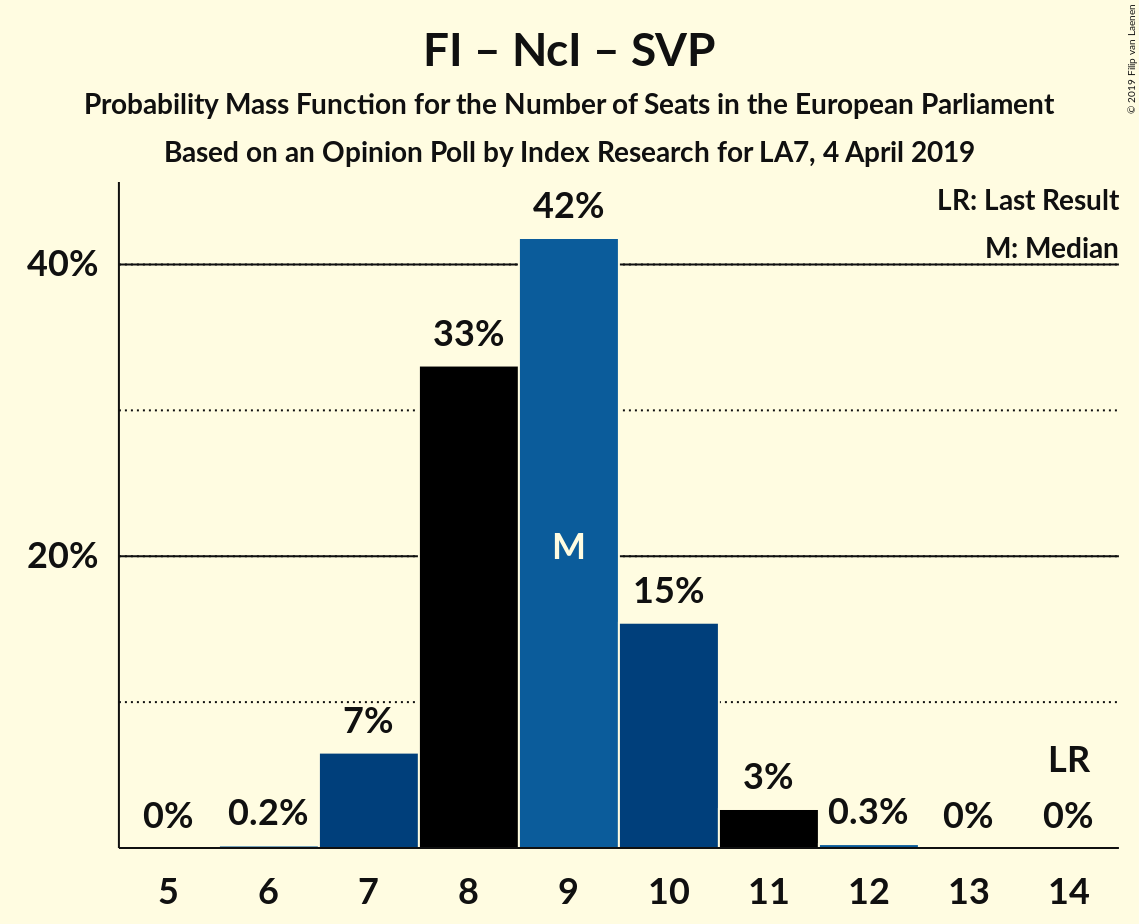 FI – NcI – SVP
Probability Mass Function for the Number of Seats in the European Parliament
Based on an Opinion Poll by Index Research for LA7, 4 April 2019
© 2019 Filip van Laenen
LR: Last Result
M: Median
40%
20%
0%
0.2%
7%
33%
42%
M
15%
3%
0.3%
0%
LR
0%
5 6 7 8 9 10 11 12 13 14